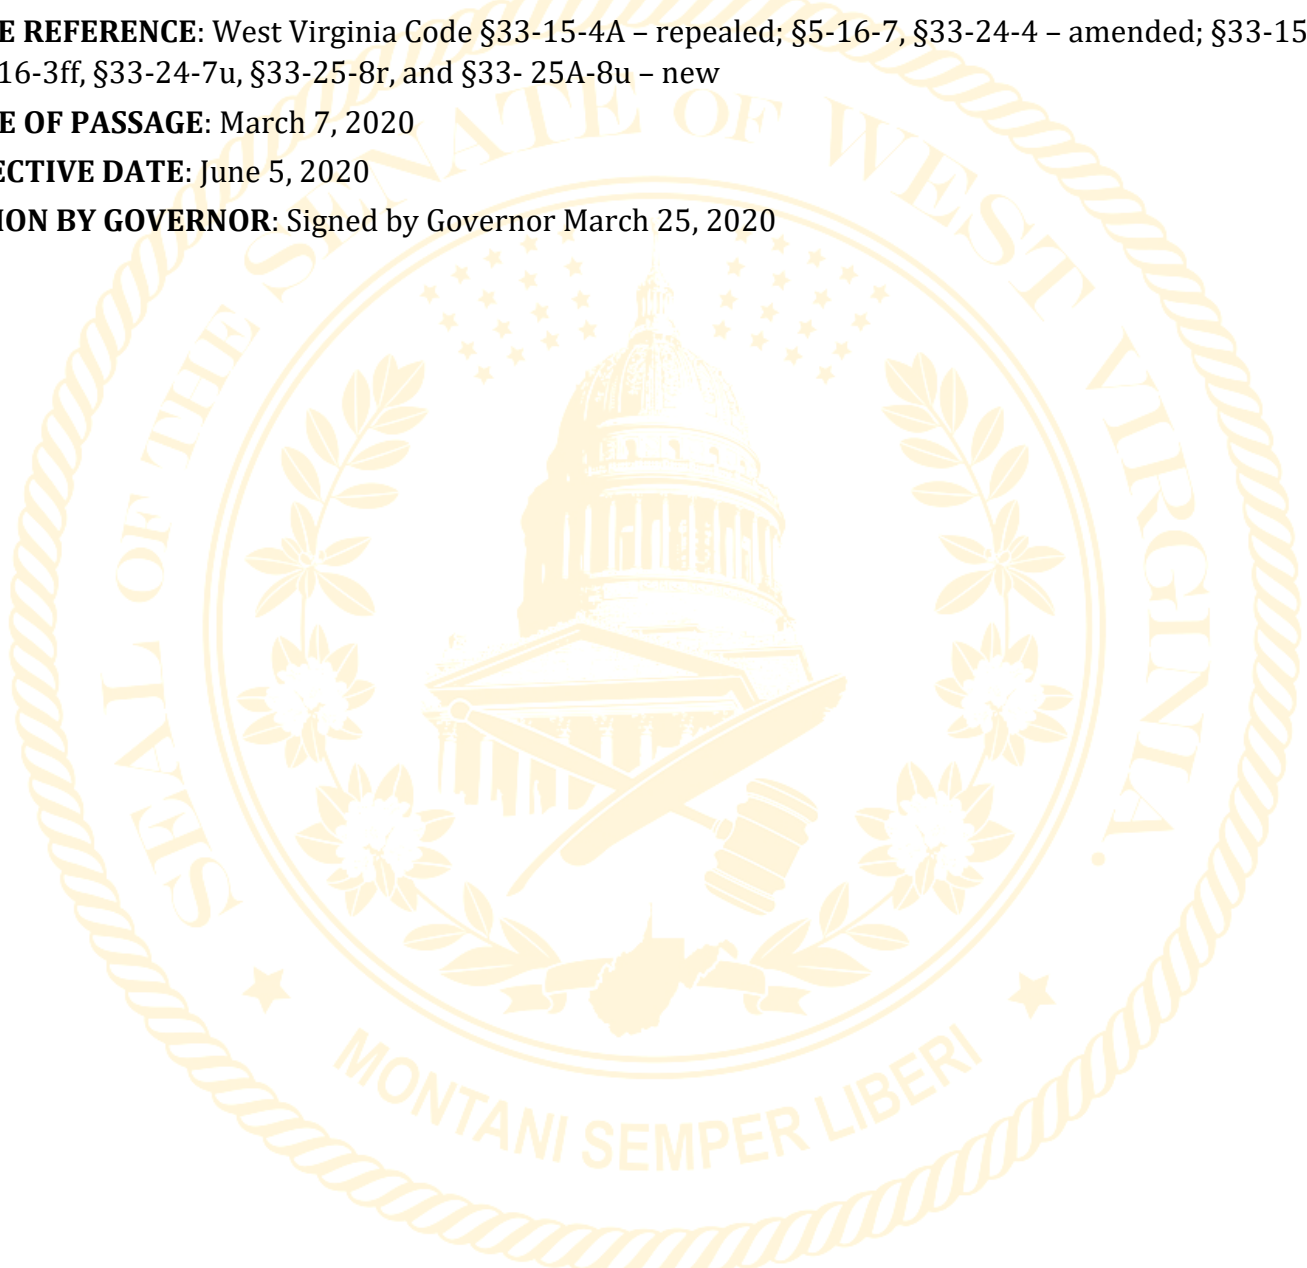 E REFERENCE: West Virginia Code §33-15-4A – repealed; §5-16-7, §33-24-4 – amended; §33-15
16-3ff, §33-24-7u, §33-25-8r, and §33- 25A-8u – new
E OF PASSAGE: March 7, 2020
ECTIVE DATE: June 5, 2020
ION BY GOVERNOR: Signed by Governor March 25, 2020
SEAL OF THE SENATE OF WEST VIRGINIA.
MONTANI SEMPER LIBERI